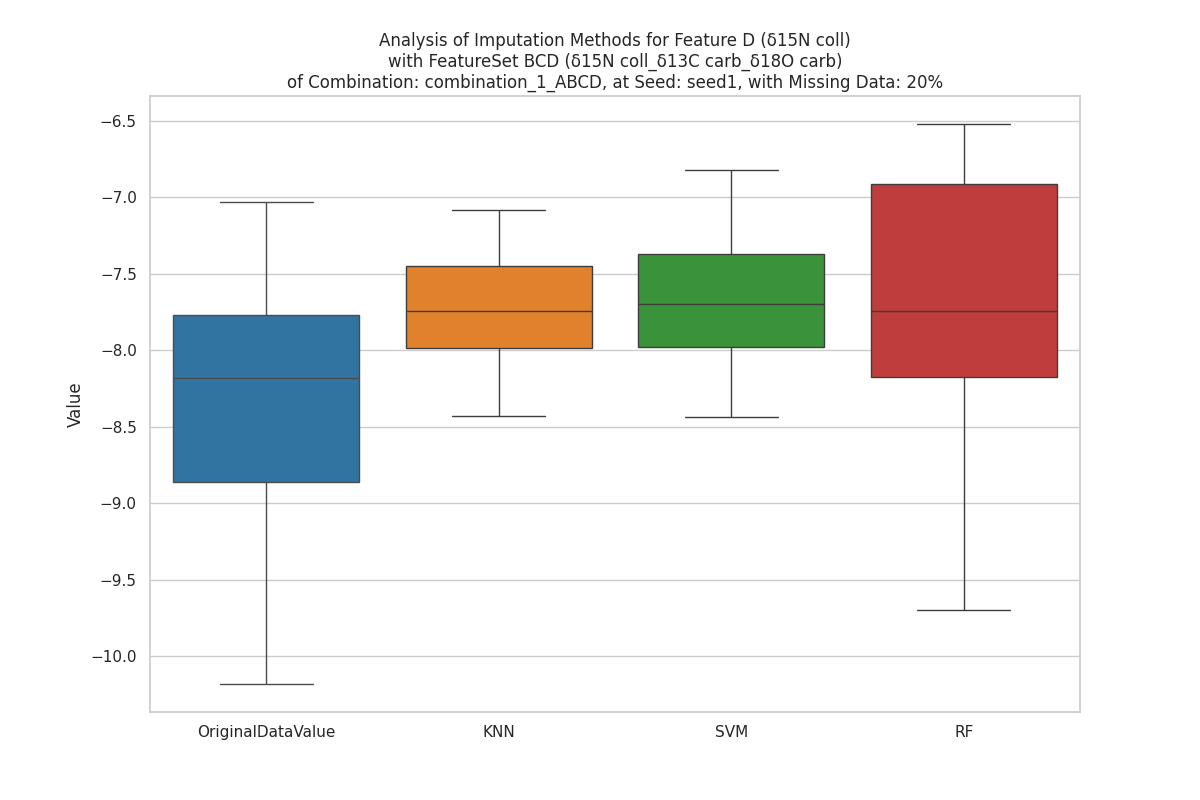 Analysis of Imputation Methods for Feature D (δ15N coll)
with FeatureSet BCD (δ15N coll_δ13C carb_δ18O carb)
of Combination: combination_1_ABCD, at Seed: seed1, with Missing Data: 20%
Value
−6.5
−7.0
−7.5
−8.0
−8.5
−9.0
−9.5
−10.0
OriginalDataValue
KNN
SVM
RF